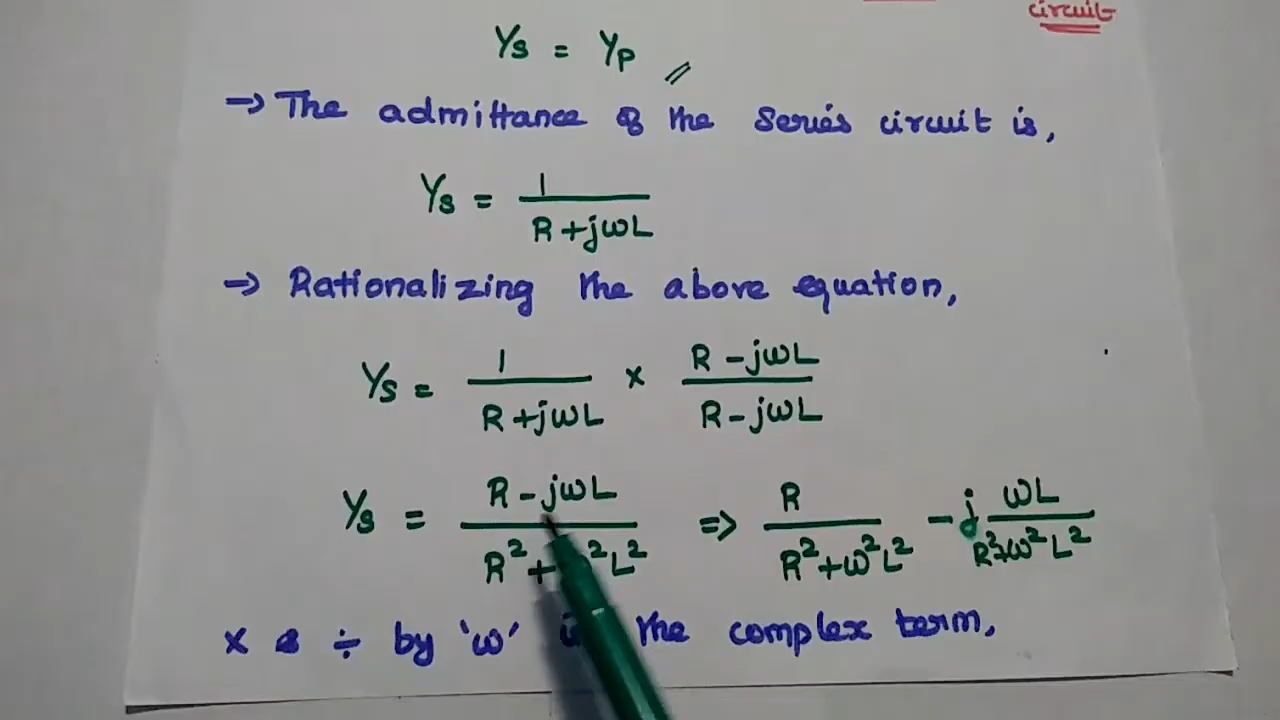 circuit
Ys = Yp //
→ The admittance of the series circuit is,
Ys = 1 / (R + jωL)
→ Rationalizing the above equation,
Ys = 1 / (R + jωL) × (R - jωL) / (R - jωL)
Ys = (R - jωL) / (R² + ω²L²) ⇒ R / (R² + ω²L²) - j ωL / (R² + ω²L²)
× & ÷ by 'ω' the complex term,